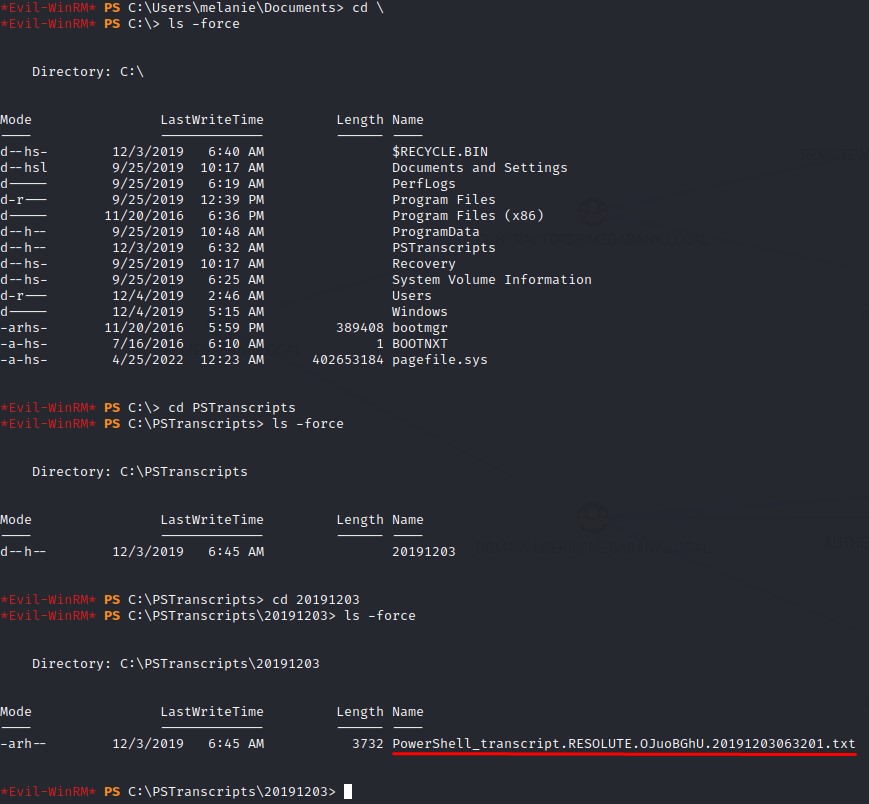 *Evil-WinRM* PS C:\Users\melanie\Documents> cd \
*Evil-WinRM* PS C:\> ls -force
Directory: C:\
Mode LastWriteTime Length Name
---- ------------- ------ ----
d--hs- 12/3/2019 6:40 AM $RECYCLE.BIN
d--hsl 9/25/2019 10:17 AM Documents and Settings
d----- 9/25/2019 6:19 AM PerfLogs
d-r--- 9/25/2019 12:39 PM Program Files
d----- 11/20/2016 6:36 PM Program Files (x86)
d--h-- 9/25/2019 10:48 AM ProgramData
d--h-- 12/3/2019 6:32 AM PSTranscripts
d--hs- 9/25/2019 10:17 AM Recovery
d--hs- 9/25/2019 6:25 AM System Volume Information
d-r--- 12/4/2019 2:46 AM Users
d----- 12/4/2019 5:15 AM Windows
-arhs- 11/20/2016 5:59 PM 389408 bootmgr
-a-hs- 7/16/2016 6:10 AM 1 BOOTNXT
-a-hs- 4/25/2022 12:23 AM 402653184 pagefile.sys
*Evil-WinRM* PS C:\> cd PSTranscripts
*Evil-WinRM* PS C:\PSTranscripts> ls -force
Directory: C:\PSTranscripts
Mode LastWriteTime Length Name
---- ------------- ------ ----
d--h-- 12/3/2019 6:45 AM 20191203
*Evil-WinRM* PS C:\PSTranscripts> cd 20191203
*Evil-WinRM* PS C:\PSTranscripts\20191203> ls -force
Directory: C:\PSTranscripts\20191203
Mode LastWriteTime Length Name
---- ------------- ------ ----
-arh-- 12/3/2019 6:45 AM 3732 PowerShell_transcript.RESOLUTE.OJuoBGhU.20191203063201.txt
*Evil-WinRM* PS C:\PSTranscripts\20191203>